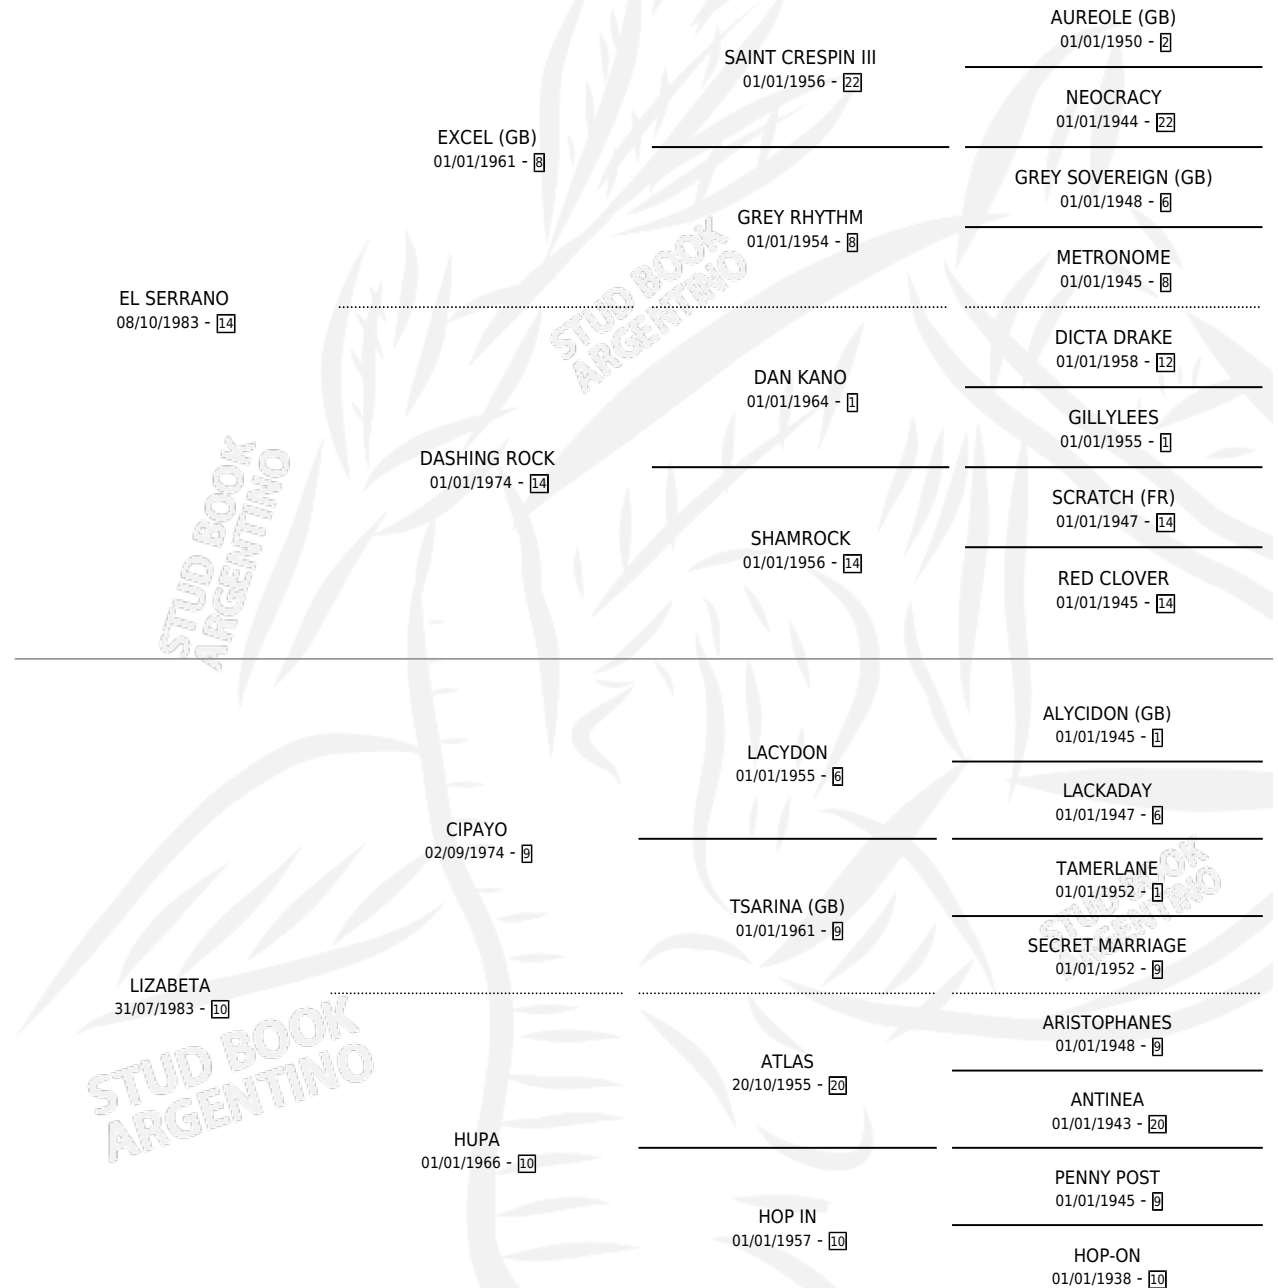 AUREOLE (GB)
01/01/1950 - 2
SAINT CRESPIN III
01/01/1956 - 22
NEOCRACY
01/01/1944 - 22
EXCEL (GB)
01/01/1961 - 8
GREY SOVEREIGN (GB)
01/01/1948 - 6
GREY RHYTHM
01/01/1954 - 8
METRONOME
01/01/1945 - 8
EL SERRANO
08/10/1983 - 14
STUD BOOK
ARGENTINO
DICTA DRAKE
01/01/1958 - 12
DAN KANO
01/01/1964 - 1
GILLYLEES
01/01/1955 - 1
DASHING ROCK
01/01/1974 - 14
SCRATCH (FR)
01/01/1947 - 14
SHAMROCK
01/01/1956 - 14
RED CLOVER
01/01/1945 - 14
STUD BOOK
ARGENTINO
ALYCIDON (GB)
01/01/1945 - 1
LACYDON
01/01/1955 - 6
LACKADAY
01/01/1947 - 6
CIPAYO
02/09/1974 - 9
TAMERLANE
01/01/1952 - 1
TSARINA (GB)
01/01/1961 - 9
STUD BOOK
ARGENTINO
SECRET MARRIAGE
01/01/1952 - 9
LIZABETA
31/07/1983 - 10
STUD BOOK
ARGENTINO
ARISTOPHANES
01/01/1948 - 9
ATLAS
20/10/1955 - 20
ANTINEA
01/01/1943 - 20
HUPA
01/01/1966 - 10
PENNY POST
01/01/1945 - 9
HOP IN
01/01/1957 - 10
HOP-ON
01/01/1938 - 10